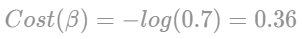 Cost(β) = −log(0.7) = 0.36